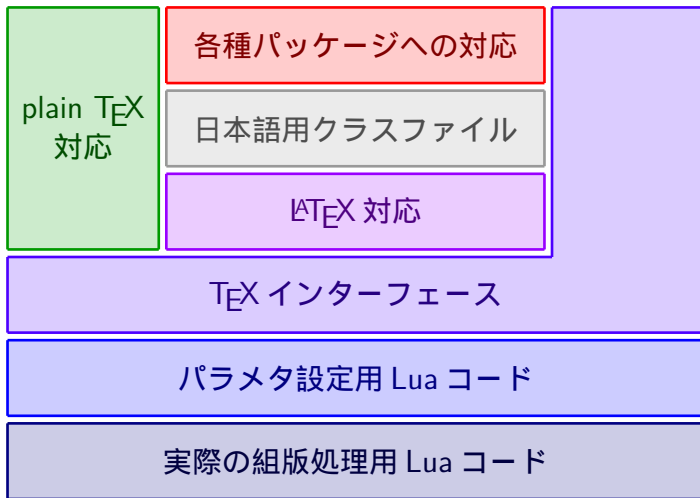 各種パッケージへの対応
plain TEX
対応
日本語用クラスファイル
LATEX 対応
TEX インターフェース
パラメタ設定用 Lua コード
実際の組版処理用 Lua コード